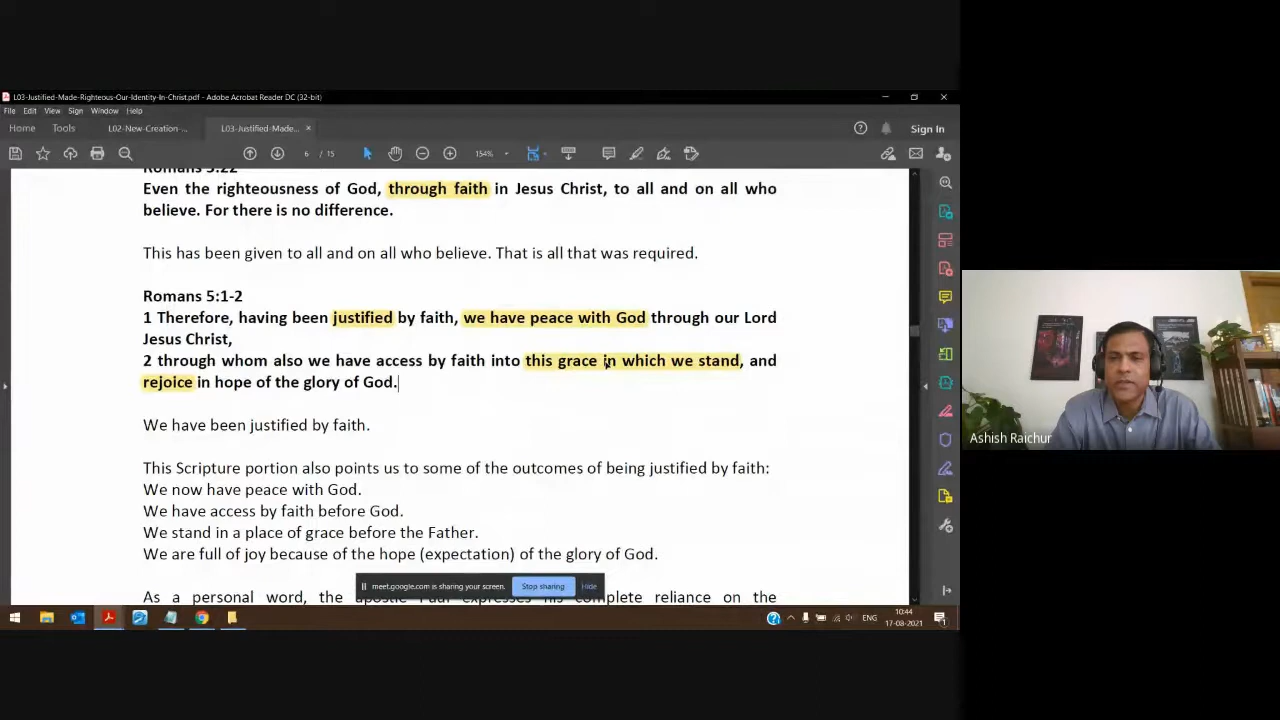 L03-Justified-Made-Righteous-Our-Identity-In-Christ.pdf - Adobe Acrobat Reader DC (32-bit)
File Edit View Sign Window Help
Home Tools L02-New-Creation-... L03-Justified-Made... × Sign In
6 / 15 154%
Even the righteousness of God, through faith in Jesus Christ, to all and on all who
believe. For there is no difference.
This has been given to all and on all who believe. That is all that was required.
Romans 5:1-2
1 Therefore, having been justified by faith, we have peace with God through our Lord
Jesus Christ,
2 through whom also we have access by faith into this grace in which we stand, and
rejoice in hope of the glory of God.
We have been justified by faith.
This Scripture portion also points us to some of the outcomes of being justified by faith:
We now have peace with God.
We have access by faith before God.
We stand in a place of grace before the Father.
We are full of joy because of the hope (expectation) of the glory of God.
meet.google.com is sharing your screen. Stop sharing Hide
As a personal word, the apostle Paul expresses his complete reliance on the
ENG
10:44
17-08-2021
Ashish Raichur